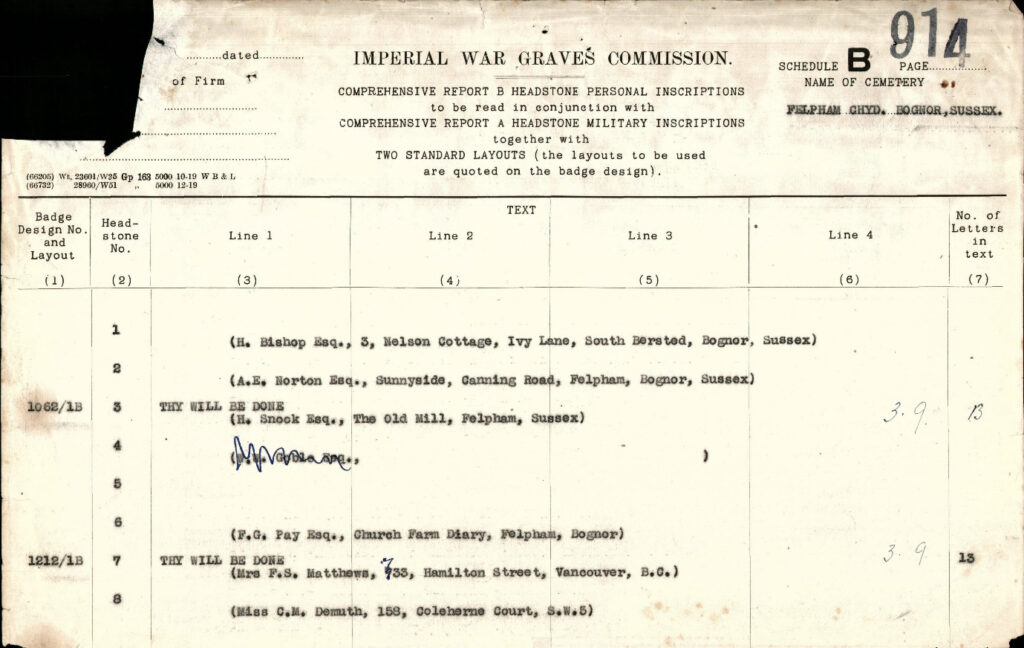 914
dated
of Firm
IMPERIAL WAR GRAVES COMMISSION.
COMPREHENSIVE REPORT B HEADSTONE PERSONAL INSCRIPTIONS
to be read in conjunction with
COMPREHENSIVE REPORT A HEADSTONE MILITARY INSCRIPTIONS
together with
TWO STANDARD LAYOUTS (the layouts to be used
are quoted on the badge design).
SCHEDULE B PAGE
NAME OF CEMETERY
FELPHAM CHYD. BOGNOR, SUSSEX.
(66205) Wt. 23601/W25 Gp 163 5000 10-19 W B & L
(66732) 28960/W51 " 5000 12-19
Badge Design No. and Layout
Head-stone No.
TEXT
Line 1 Line 2 Line 3 Line 4
No. of Letters in text
(1) (2) (3) (4) (5) (6) (7)
1
(H. Bishop Esq., 3, Nelson Cottage, Ivy Lane, South Bersted, Bognor, Sussex)
2
(A.E. Norton Esq., Sunnyside, Canning Road, Felpham, Bognor, Sussex)
1062/1B 3 THY WILL BE DONE 3.9. 13
(H. Snook Esq., The Old Mill, Felpham, Sussex)
4
( Esq., )
5
6
(F.G. Pay Esq., Church Farm Diary, Felpham, Bognor)
1212/1B 7 THY WILL BE DONE 3.9 13
(Mrs F.S. Matthews, 733, Hamilton Street, Vancouver, B.C.)
8
(Miss C.M. Demuth, 158, Coleherne Court, S.W.5)